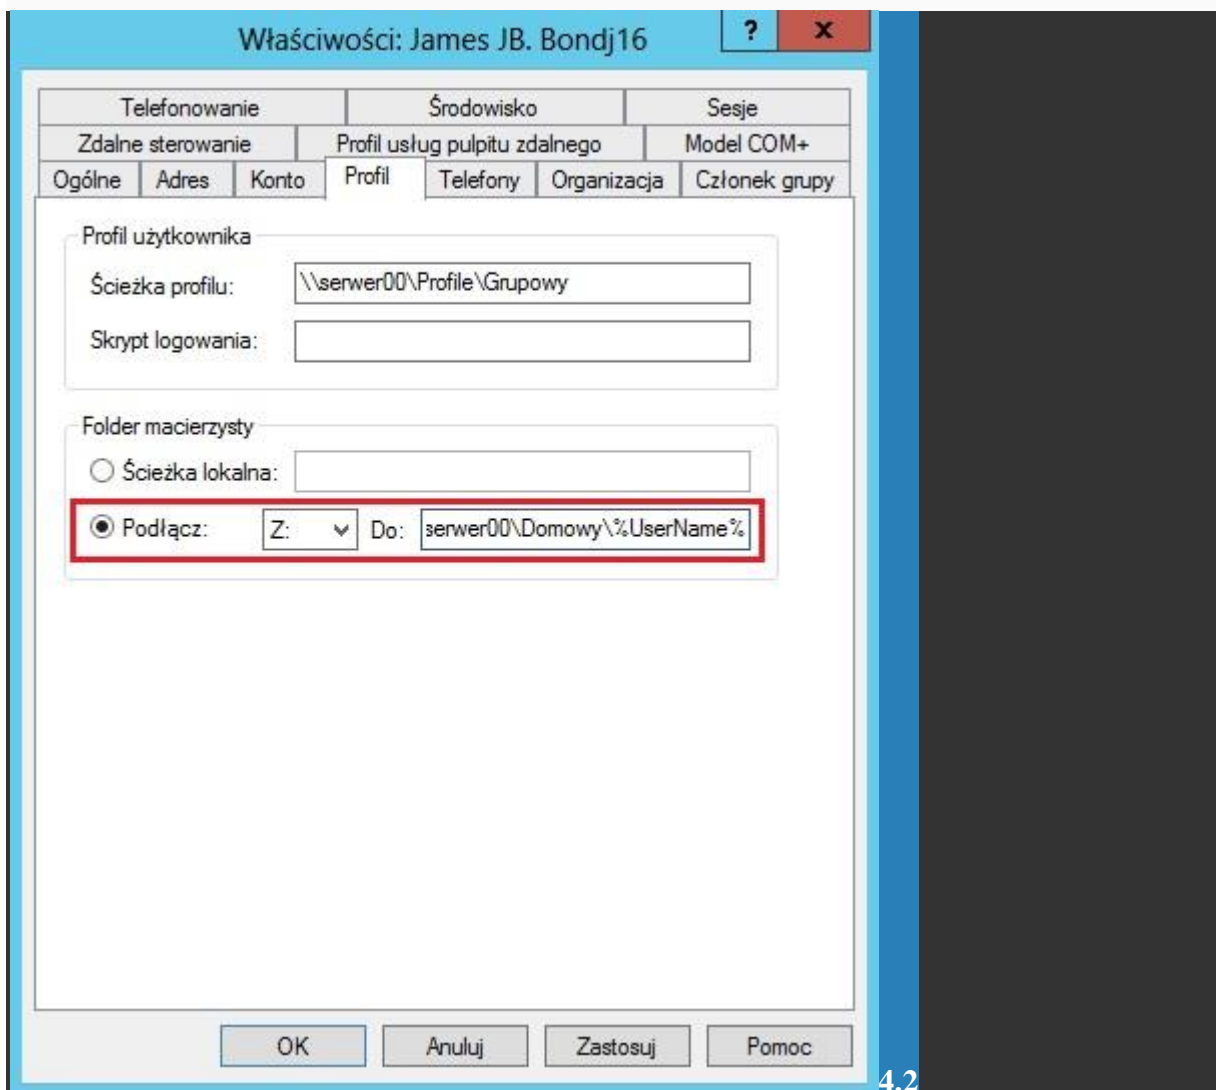 Właściwości: James JB. Bondj16
? x
Telefonowanie Środowisko Sesje
Zdalne sterowanie Profil usług pulpitu zdalnego Model COM+
Ogólne Adres Konto Profil Telefony Organizacja Członek grupy
Profil użytkownika
Ścieżka profilu: \\serwer00\Profile\Grupowy
Skrypt logowania:
Folder macierzysty
Ścieżka lokalna:
Podłącz: Z: Do: serwer00\Domowy\%UserName%
OK Anuluj Zastosuj Pomoc
4.2